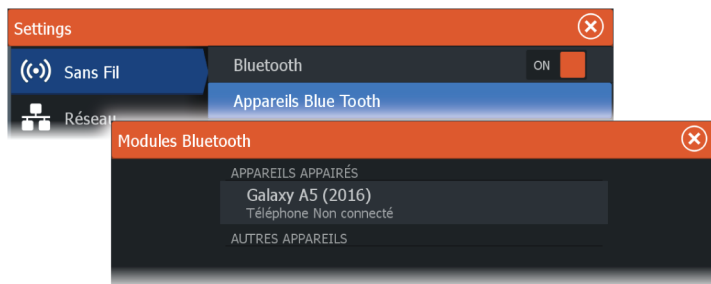 Settings
Sans Fil
Bluetooth
ON
Appareils Blue Tooth
Réseau
Modules Bluetooth
APPAREILS APPAIRÉS
Galaxy A5 (2016)
Téléphone Non connecté
AUTRES APPAREILS